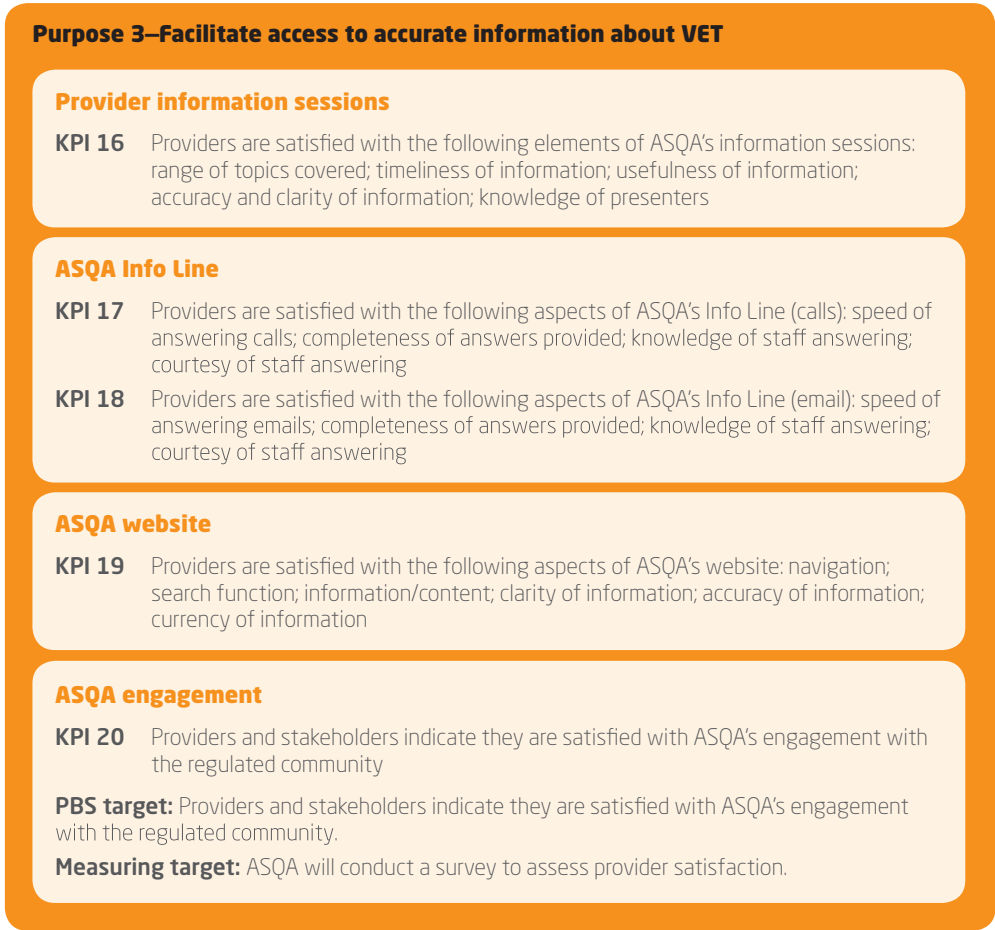 Purpose 3—Facilitate access to accurate information about VET
Provider information sessions
KPI 16 Providers are satisfied with the following elements of ASQA's information sessions:
range of topics covered; timeliness of information; usefulness of information;
accuracy and clarity of information; knowledge of presenters
ASQA Info Line
KPI 17 Providers are satisfied with the following aspects of ASQA's Info Line (calls): speed of
answering calls; completeness of answers provided; knowledge of staff answering;
courtesy of staff answering
KPI 18 Providers are satisfied with the following aspects of ASQA's Info Line (email): speed of
answering emails; completeness of answers provided; knowledge of staff answering;
courtesy of staff answering
ASQA website
KPI 19 Providers are satisfied with the following aspects of ASQA's website: navigation;
search function; information/content; clarity of information; accuracy of information;
currency of information
ASQA engagement
KPI 20 Providers and stakeholders indicate they are satisfied with ASQA's engagement with
the regulated community
PBS target: Providers and stakeholders indicate they are satisfied with ASQA's engagement
with the regulated community.
Measuring target: ASQA will conduct a survey to assess provider satisfaction.